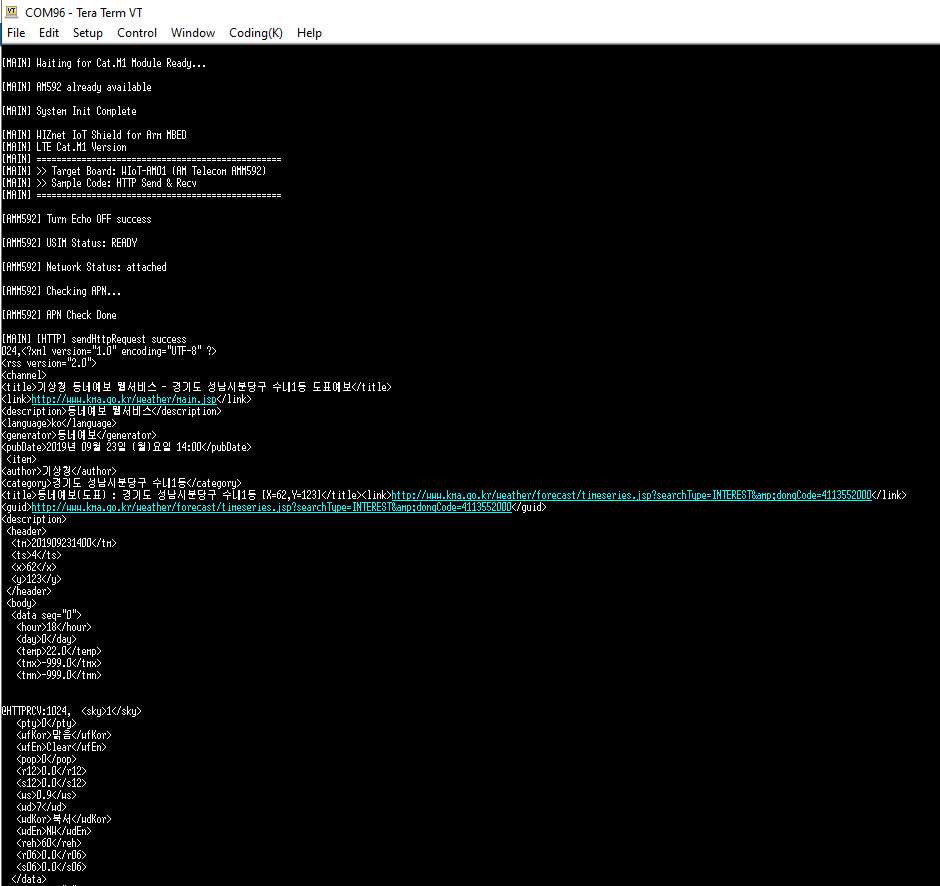 COM96 - Tera Term VT
File Edit Setup Control Window Coding(K) Help
[MAIN] Waiting for Cat.M1 Module Ready...
[MAIN] AM592 already available
[MAIN] System Init Complete
[MAIN] WIZnet IoT Shield for Arm MBED
[MAIN] LTE Cat.M1 Version
[MAIN] =================================================
[MAIN] >> Target Board: WIoT-AM01 (AM Telecom AMM592)
[MAIN] >> Sample Code: HTTP Send & Recv
[MAIN] =================================================
[AMM592] Turn Echo OFF success
[AMM592] USIM Status: READY
[AMM592] Network Status: attached
[AMM592] Checking APN...
[AMM592] APN Check Done
[MAIN] [HTTP] sendHttpRequest success
024,<?xml version="1.0" encoding="UTF-8" ?>
<rss version="2.0">
<channel>
<title>기상청 동네예보 웹서비스 - 경기도 성남시분당구 수내1동 도표예보</title>
<link>http://www.kma.go.kr/weather/main.jsp</link>
<description>동네예보 웹서비스</description>
<language>ko</language>
<generator>동네예보</generator>
<pubDate>2019년 09월 23일 (월)요일 14:00</pubDate>
<item>
<author>기상청</author>
<category>경기도 성남시분당구 수내1동</category>
<title>동네예보(도표) : 경기도 성남시분당구 수내1동 [X=62,Y=123]</title><link>http://www.kma.go.kr/weather/forecast/timeseries.jsp?searchType=INTEREST&amp;dongCode=4113552000</link>
<guid>http://www.kma.go.kr/weather/forecast/timeseries.jsp?searchType=INTEREST&amp;dongCode=4113552000</guid>
<description>
<header>
<tm>201909231400</tm>
<ts>4</ts>
<x>62</x>
<y>123</y>
</header>
<body>
<data seq="0">
<hour>18</hour>
<day>0</day>
<temp>22.0</temp>
<tmx>-999.0</tmx>
<tmn>-999.0</tmn>
@HTTPRCV:1024, <sky>1</sky>
<pty>0</pty>
<wfKor>맑음</wfKor>
<wfEn>Clear</wfEn>
<pop>0</pop>
<r12>0.0</r12>
<s12>0.0</s12>
<ws>0.9</ws>
<wd>7</wd>
<wdKor>북서</wdKor>
<wdEn>NW</wdEn>
<reh>60</reh>
<r06>0.0</r06>
<s06>0.0</s06>
</data>